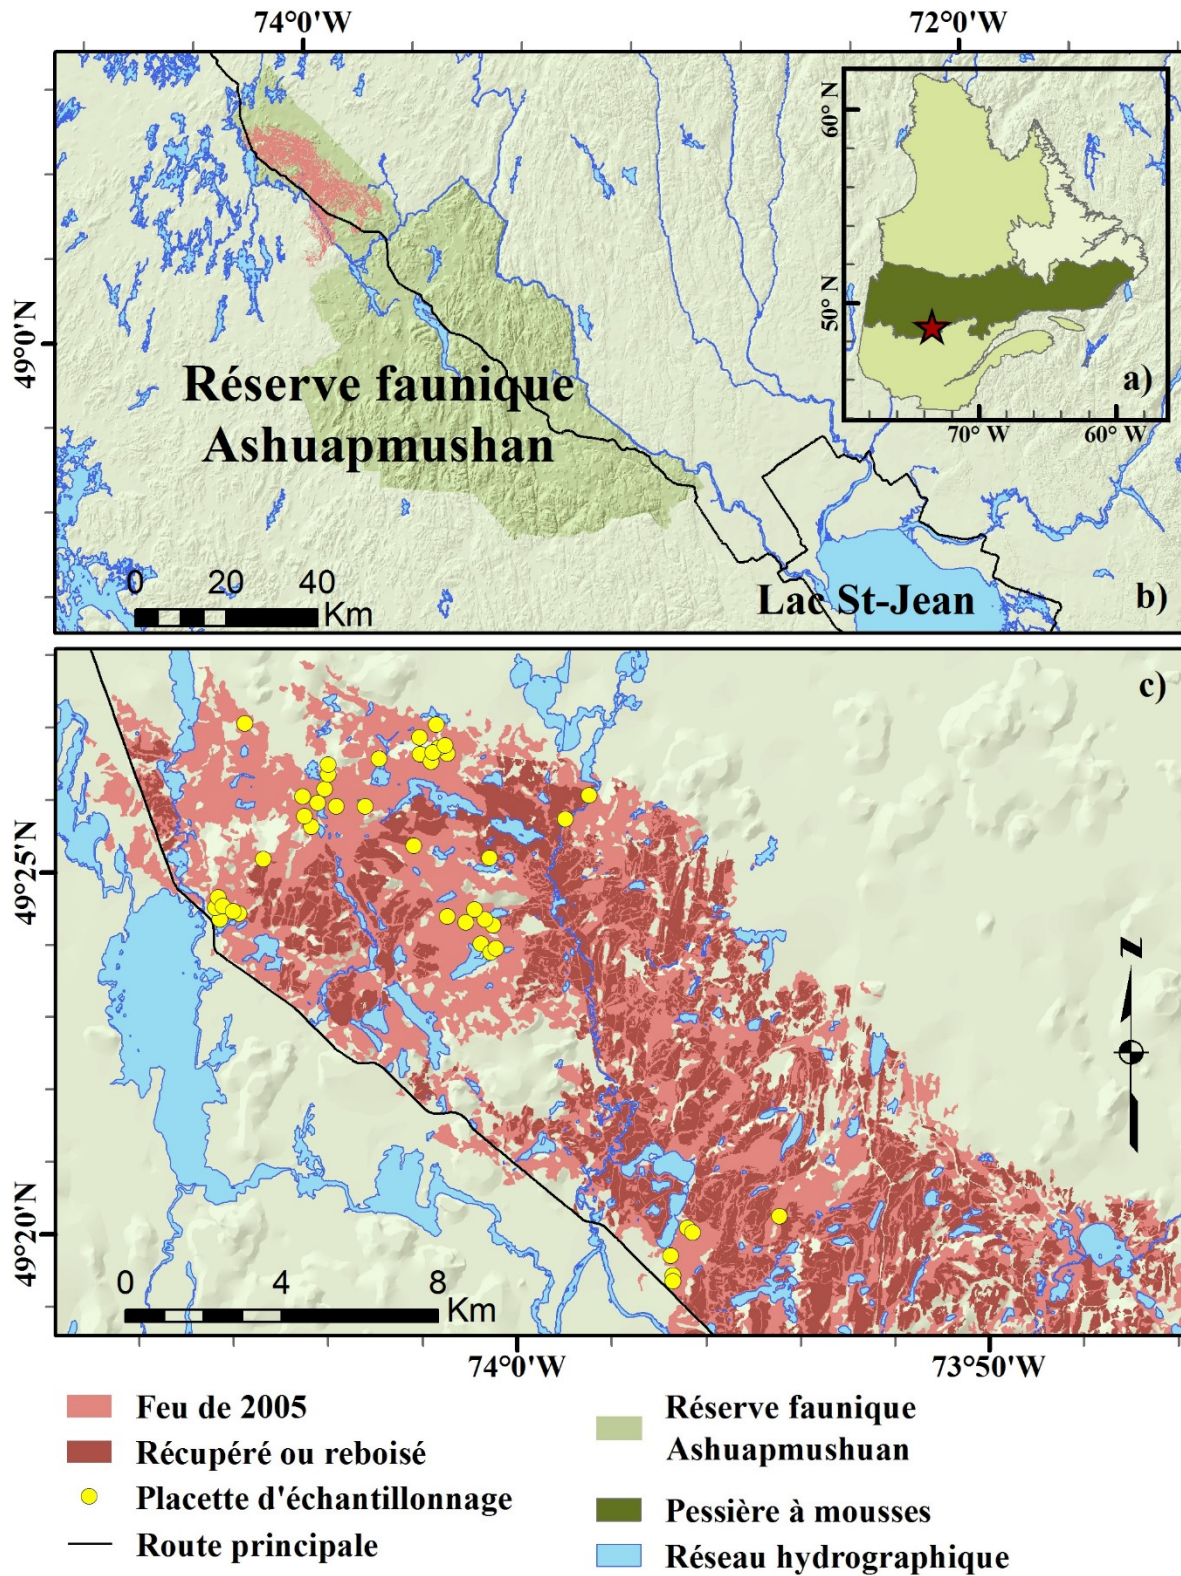 74°0'W
72°0'W
60° N
50° N
a)
70° W
60° W
49°0'N
Réserve faunique
Ashuapmushan
0
20
40
Km
Lac St-Jean
b)
c)
49°25'N
Z
49°20'N
0
4
8
Km
74°0'W
73°50'W
Feu de 2005
Récupéré ou reboisé
Placette d'échantillonnage
Route principale
Réserve faunique
Ashuapmushuan
Pessière à mousses
Réseau hydrographique